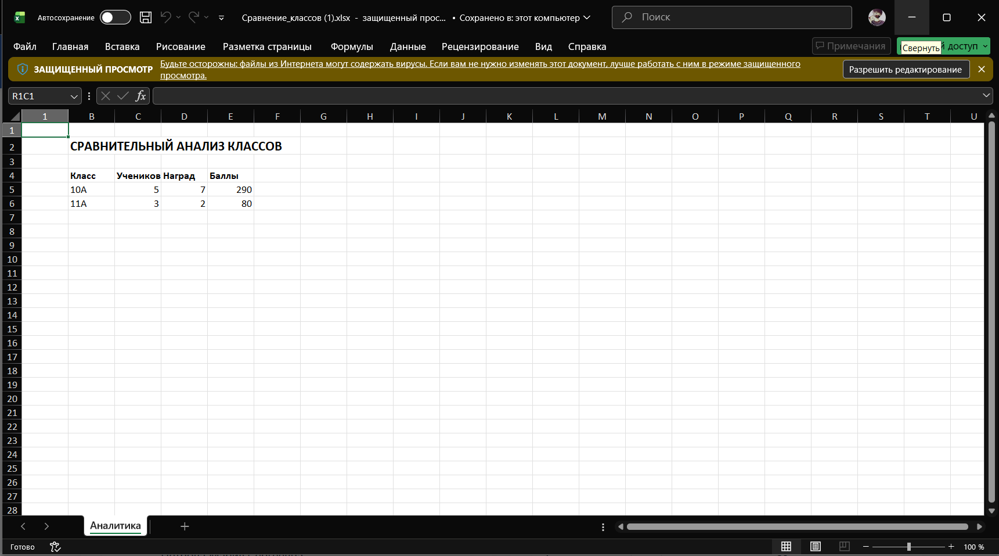 Автосохранение
Сравнение_классов (1).xlsx - защищенный прос... • Сохранено в: этот компьютер
Поиск
Файл Главная Вставка Рисование Разметка страницы Формулы Данные Рецензирование Вид Справка
Примечания
Свернуть
й доступ
ЗАЩИЩЕННЫЙ ПРОСМОТР
Будьте осторожны: файлы из Интернета могут содержать вирусы. Если вам не нужно изменять этот документ, лучше работать с ним в режиме защищенного
просмотра.
Разрешить редактирование
R1C1
fx
1 B C D E F G H I J K L M N O P Q R S T U
1
2 СРАВНИТЕЛЬНЫЙ АНАЛИЗ КЛАССОВ
3
4 Класс Учеников Наград Баллы
5 10А 5 7 290
6 11А 3 2 80
7
8
9
10
11
12
13
14
15
16
17
18
19
20
21
22
23
24
25
26
27
28
Аналитика
Готово
100 %